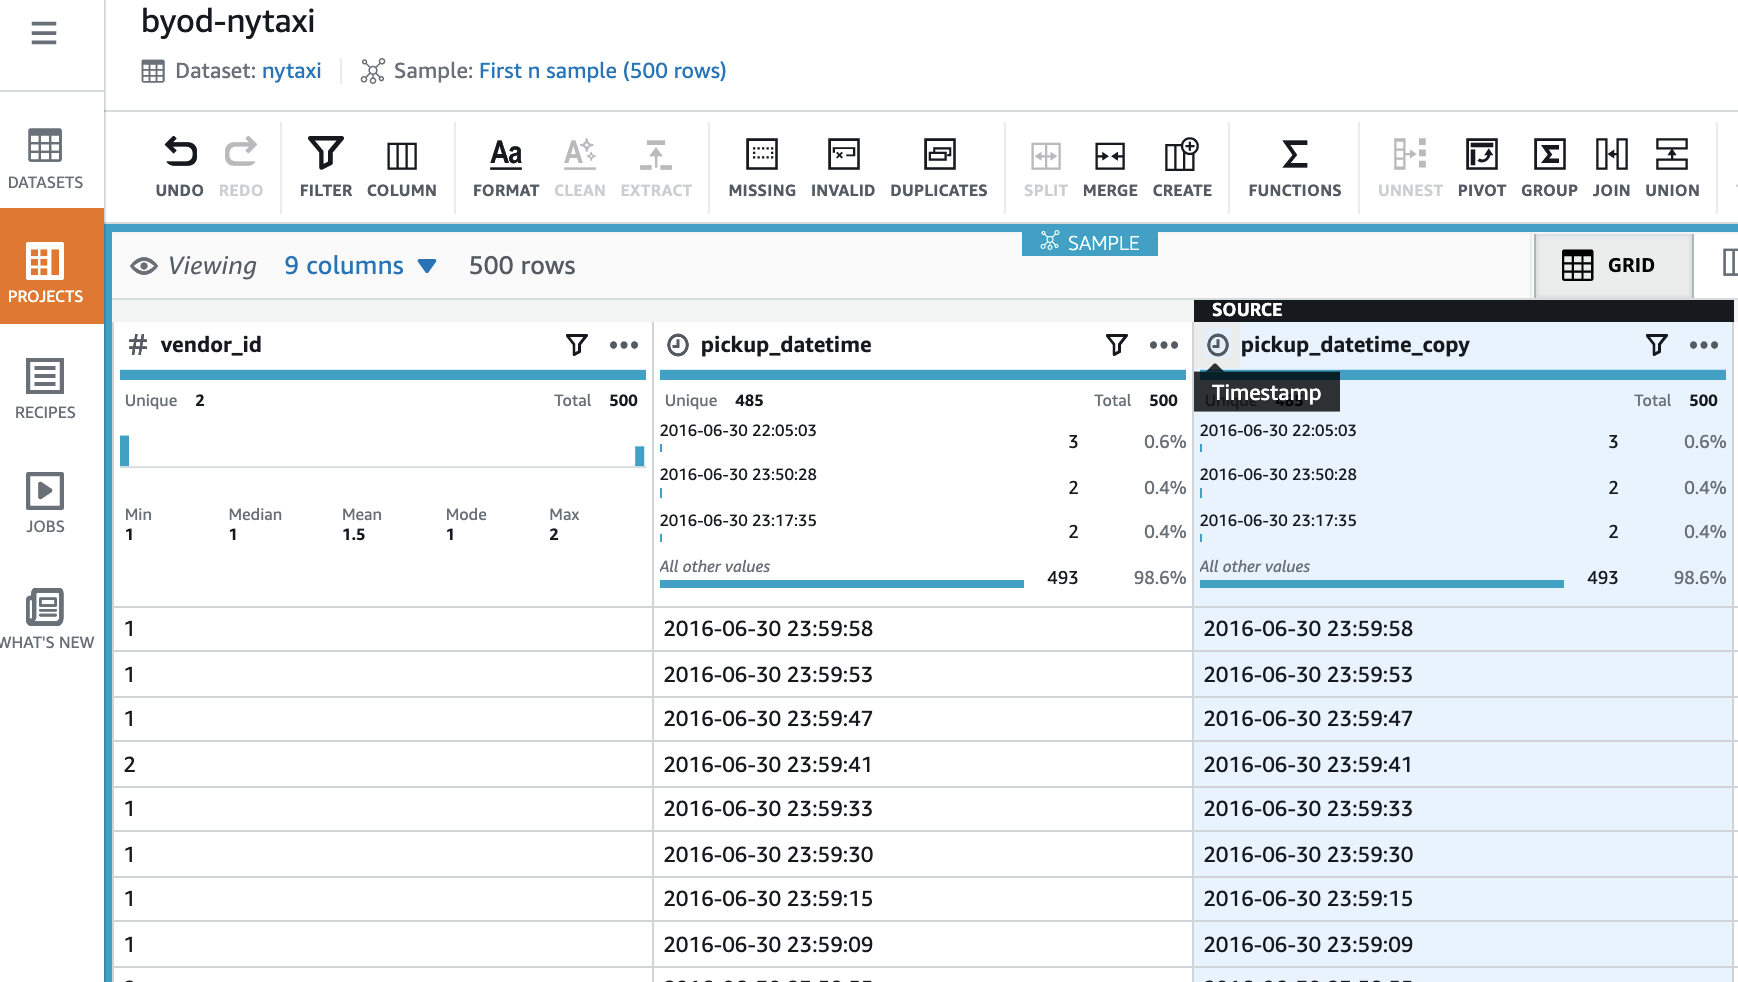 byod-nytaxi
Dataset: nytaxi
Sample: First n sample (500 rows)
UNDO REDO FILTER COLUMN FORMAT CLEAN EXTRACT MISSING INVALID DUPLICATES SPLIT MERGE CREATE FUNCTIONS UNNEST PIVOT GROUP JOIN UNION
DATASETS
PROJECTS
RECIPES
JOBS
WHAT'S NEW
SAMPLE
Viewing 9 columns 500 rows
GRID
SOURCE
# vendor_id
Unique 2 Total 500
Min Median Mean Mode Max
1 1 1.5 1 2
pickup_datetime
Unique 485 Total 500
2016-06-30 22:05:03 3 0.6%
2016-06-30 23:50:28 2 0.4%
2016-06-30 23:17:35 2 0.4%
All other values 493 98.6%
pickup_datetime_copy
Timestamp
Unique 485 Total 500
2016-06-30 22:05:03 3 0.6%
2016-06-30 23:50:28 2 0.4%
2016-06-30 23:17:35 2 0.4%
All other values 493 98.6%
1 2016-06-30 23:59:58 2016-06-30 23:59:58
1 2016-06-30 23:59:53 2016-06-30 23:59:53
1 2016-06-30 23:59:47 2016-06-30 23:59:47
2 2016-06-30 23:59:41 2016-06-30 23:59:41
1 2016-06-30 23:59:33 2016-06-30 23:59:33
1 2016-06-30 23:59:30 2016-06-30 23:59:30
1 2016-06-30 23:59:15 2016-06-30 23:59:15
1 2016-06-30 23:59:09 2016-06-30 23:59:09